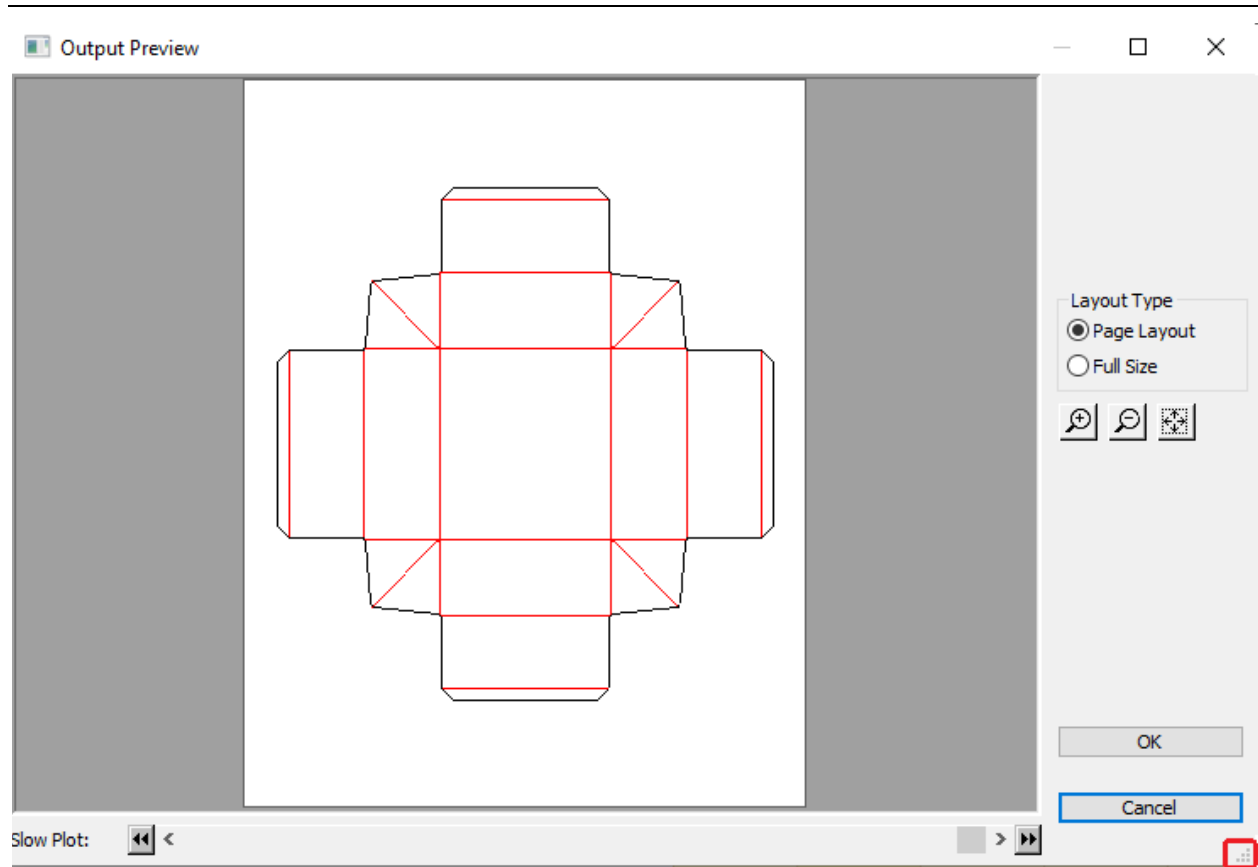 Output Preview
Layout Type
Page Layout
Full Size
OK
Cancel
Slow Plot: